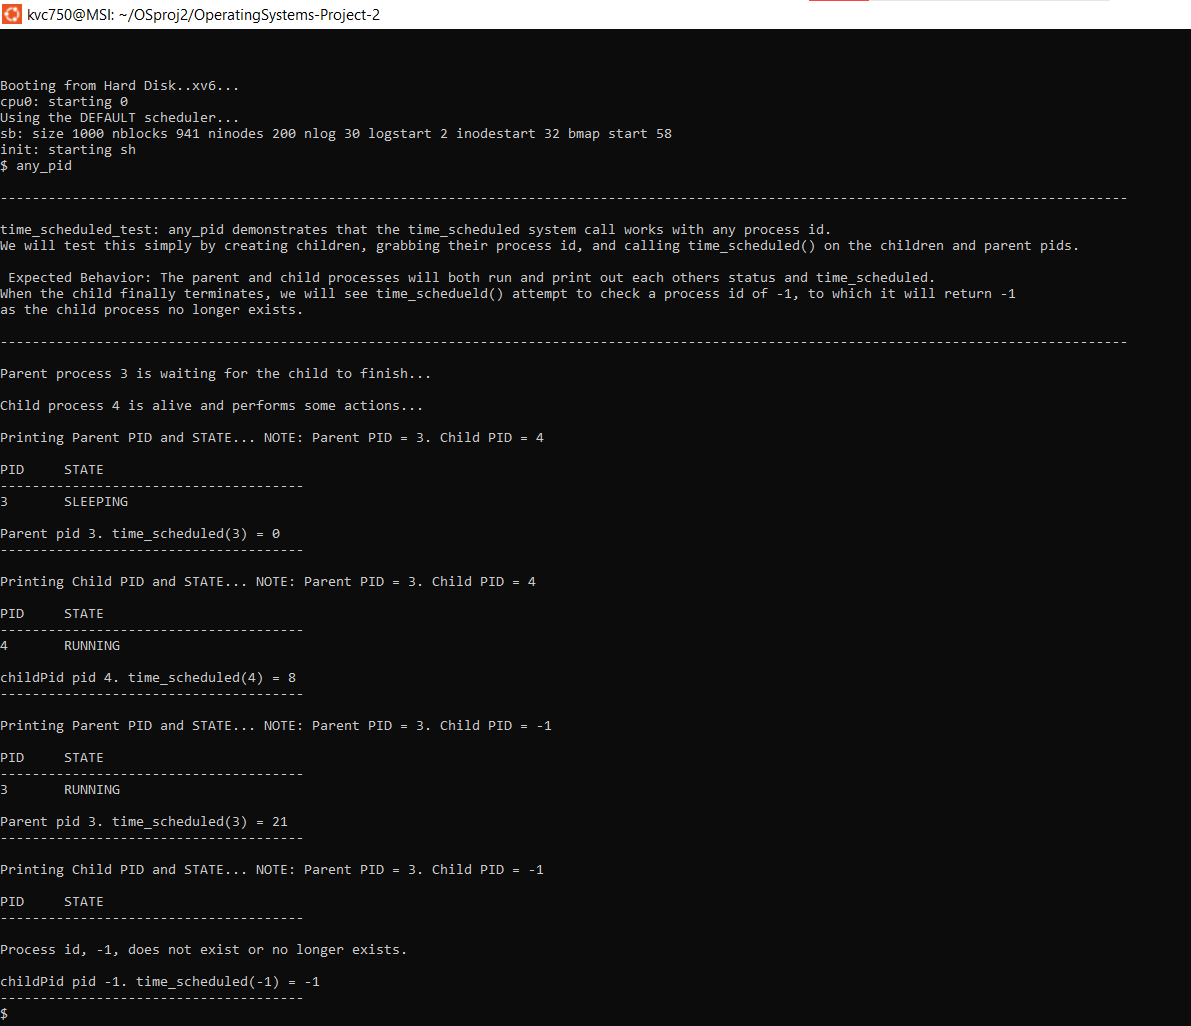 kvc750@MSI: ~/OSproj2/OperatingSystems-Project-2
Booting from Hard Disk..xv6...
cpu0: starting 0
Using the DEFAULT scheduler...
sb: size 1000 nblocks 941 ninodes 200 nlog 30 logstart 2 inodestart 32 bmap start 58
init: starting sh
$ any_pid
---------------------------------------------------------------------------------------------------------------------------------------------
time_scheduled_test: any_pid demonstrates that the time_scheduled system call works with any process id.
We will test this simply by creating children, grabbing their process id, and calling time_scheduled() on the children and parent pids.
 Expected Behavior: The parent and child processes will both run and print out each others status and time_scheduled.
When the child finally terminates, we will see time_schedueld() attempt to check a process id of -1, to which it will return -1
as the child process no longer exists.
---------------------------------------------------------------------------------------------------------------------------------------------
Parent process 3 is waiting for the child to finish...
Child process 4 is alive and performs some actions...
Printing Parent PID and STATE... NOTE: Parent PID = 3. Child PID = 4
PID     STATE
--------------------------------------
3       SLEEPING
Parent pid 3. time_scheduled(3) = 0
--------------------------------------
Printing Child PID and STATE... NOTE: Parent PID = 3. Child PID = 4
PID     STATE
--------------------------------------
4       RUNNING
childPid pid 4. time_scheduled(4) = 8
--------------------------------------
Printing Parent PID and STATE... NOTE: Parent PID = 3. Child PID = -1
PID     STATE
--------------------------------------
3       RUNNING
Parent pid 3. time_scheduled(3) = 21
--------------------------------------
Printing Child PID and STATE... NOTE: Parent PID = 3. Child PID = -1
PID     STATE
--------------------------------------
Process id, -1, does not exist or no longer exists.
childPid pid -1. time_scheduled(-1) = -1
--------------------------------------
$